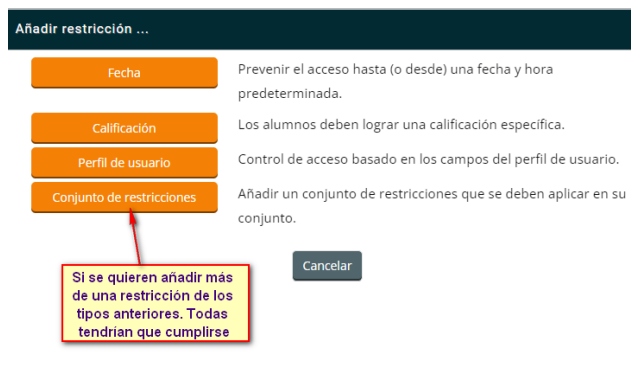 Añadir restricción ...
Fecha
Prevenir el acceso hasta (o desde) una fecha y hora
predeterminada.
Calificación
Los alumnos deben lograr una calificación específica.
Perfil de usuario
Control de acceso basado en los campos del perfil de usuario.
Conjunto de restricciones
Añadir un conjunto de restricciones que se deben aplicar en su
conjunto.
Cancelar
Si se quieren añadir más
de una restricción de los
tipos anteriores. Todas
tendrían que cumplirse